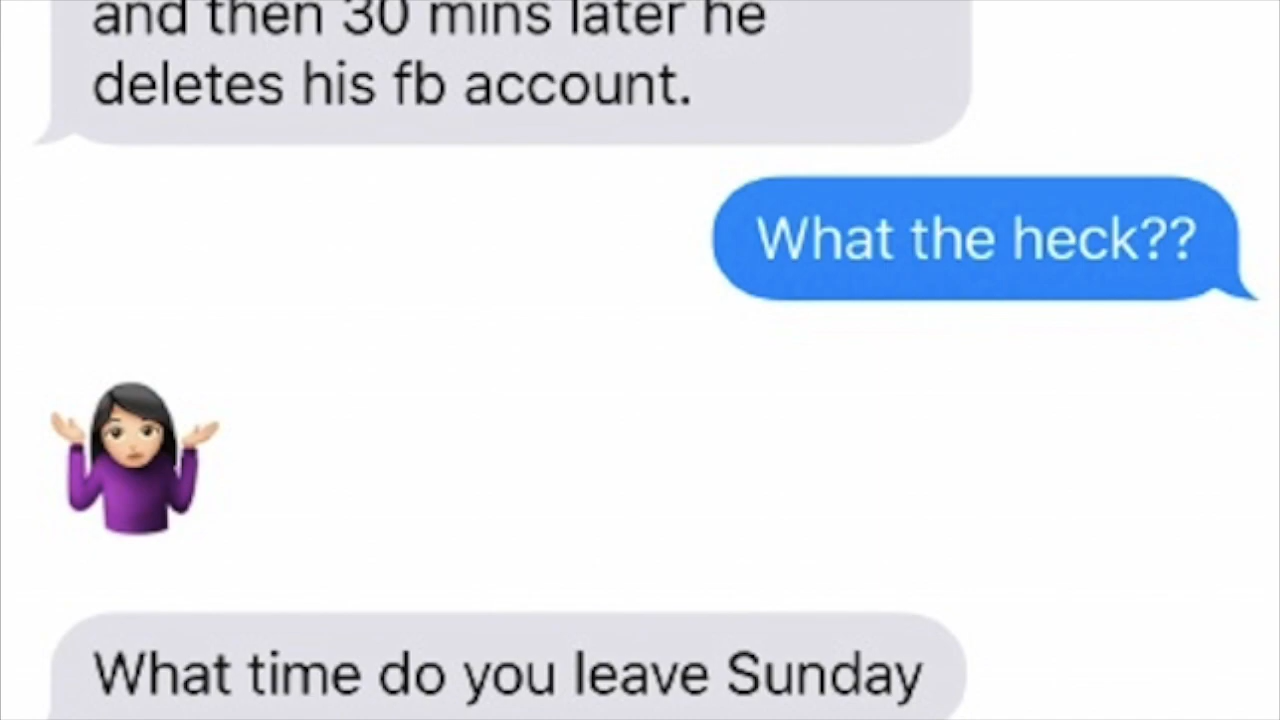 and then 30 mins later he
deletes his fb account.
What the heck??
What time do you leave Sunday